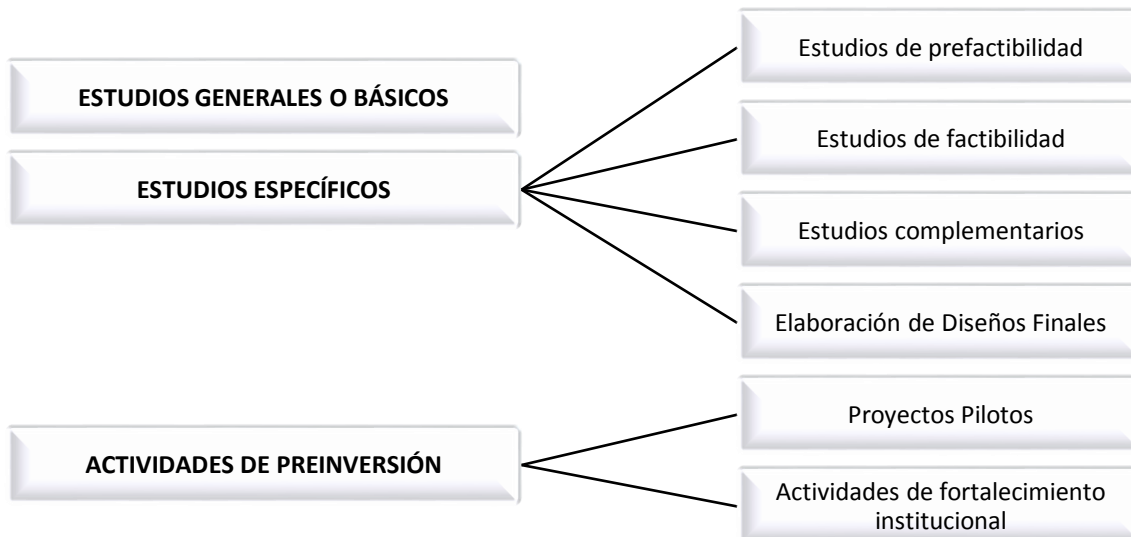 ESTUDIOS GENERALES O BÁSICOS
ESTUDIOS ESPECÍFICOS
Estudios de prefactibilidad
Estudios de factibilidad
Estudios complementarios
Elaboración de Diseños Finales
ACTIVIDADES DE PREINVERSIÓN
Proyectos Pilotos
Actividades de fortalecimiento
institucional